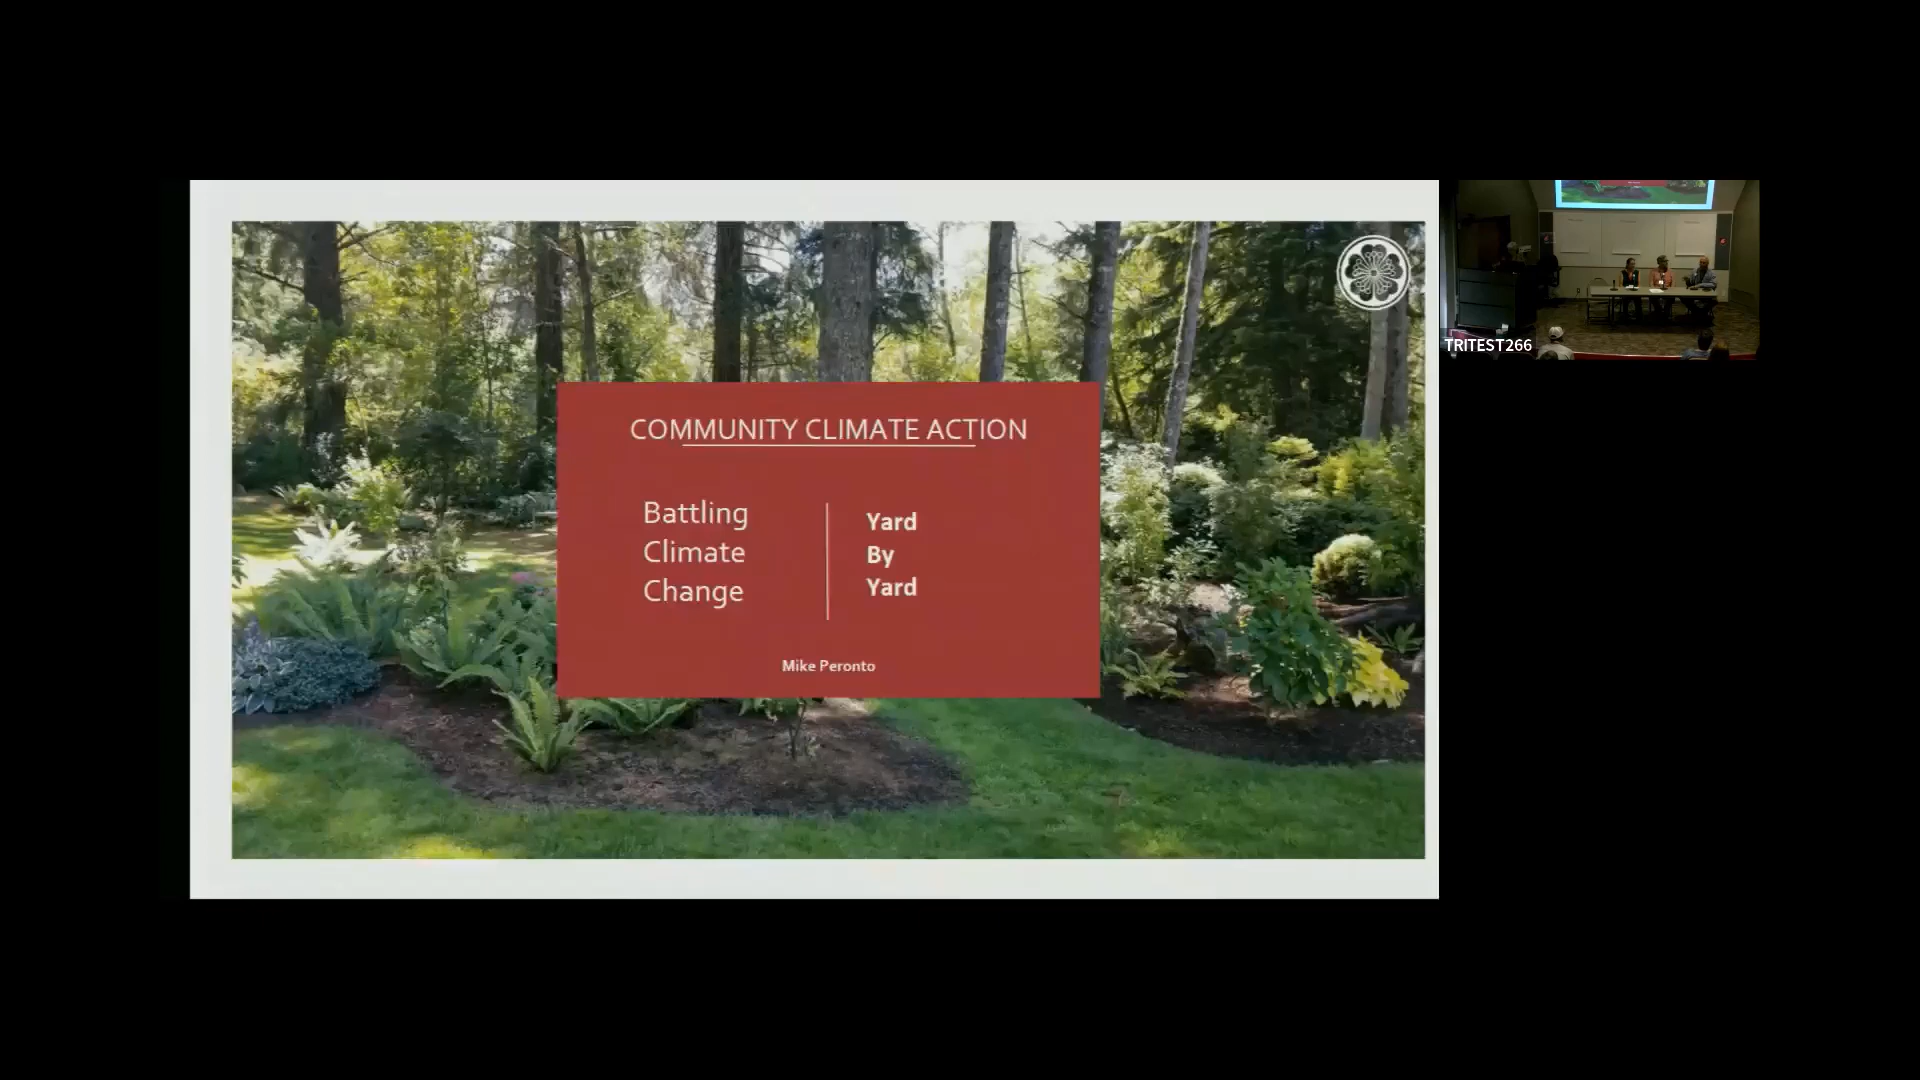 COMMUNITY CLIMATE ACTION
Battling
Climate
Change
Yard
By
Yard
Mike Peronto
TRITEST266